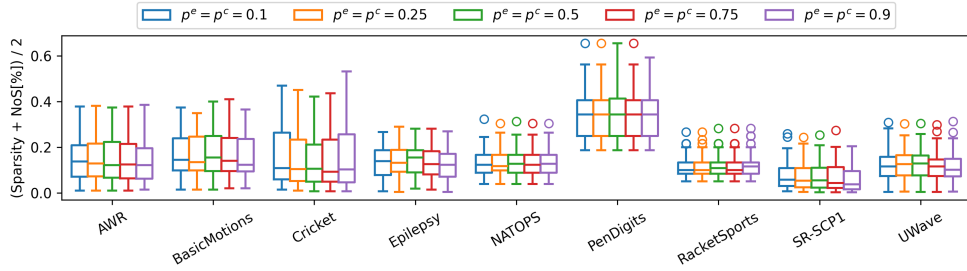 p^e = p^c = 0.1 p^e = p^c = 0.25 p^e = p^c = 0.5 p^e = p^c = 0.75 p^e = p^c = 0.9
(Sparsity + NoS[%]) / 2
0.6
0.4
0.2
0.0
AWR BasicMotions Cricket Epilepsy NATOPS PenDigits RacketSports SR-SCP1 UWave